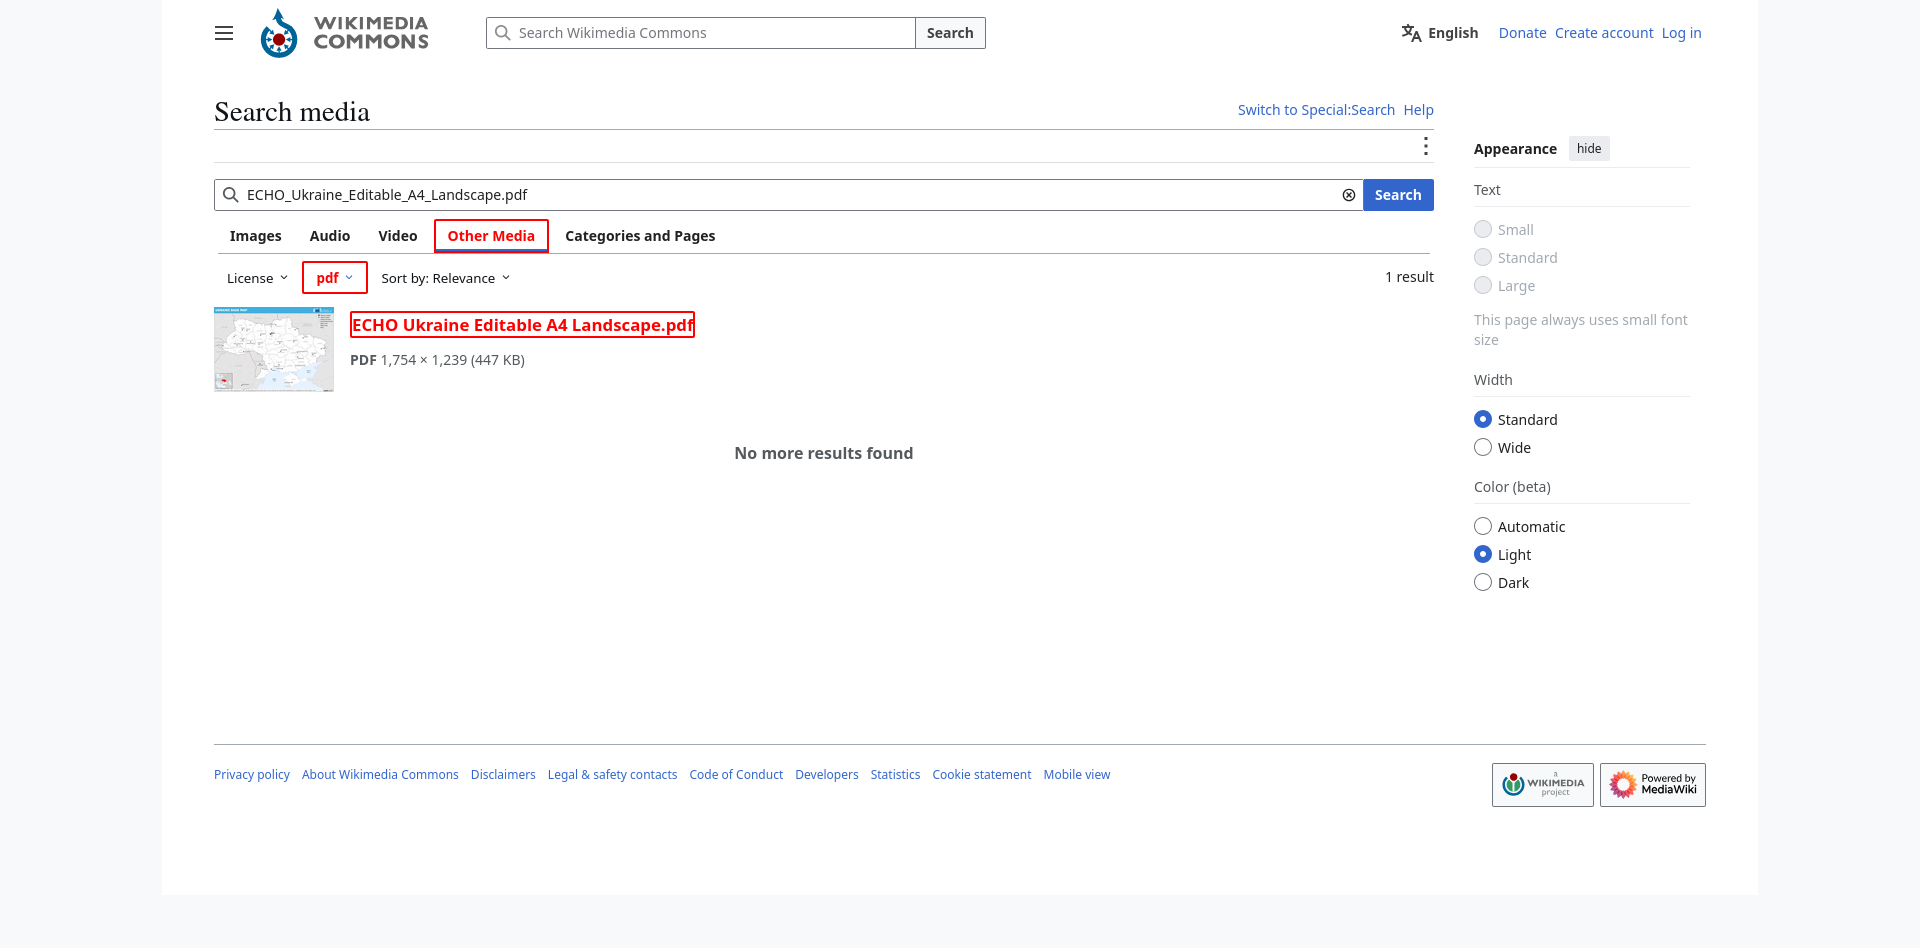 WIKIMEDIA
COMMONS
Search Wikimedia Commons
Search
English
Donate Create account Log in
Search media
Switch to Special:Search Help
ECHO_Ukraine_Editable_A4_Landscape.pdf
Search
Images Audio Video Other Media Categories and Pages
License pdf Sort by: Relevance
1 result
ECHO Ukraine Editable A4 Landscape.pdf
PDF 1,754 × 1,239 (447 KB)
No more results found
Appearance hide
Text
Small
Standard
Large
This page always uses small font
size
Width
Standard
Wide
Color (beta)
Automatic
Light
Dark
Privacy policy About Wikimedia Commons Disclaimers Legal & safety contacts Code of Conduct Developers Statistics Cookie statement Mobile view
a
WIKIMEDIA
project
Powered by
MediaWiki